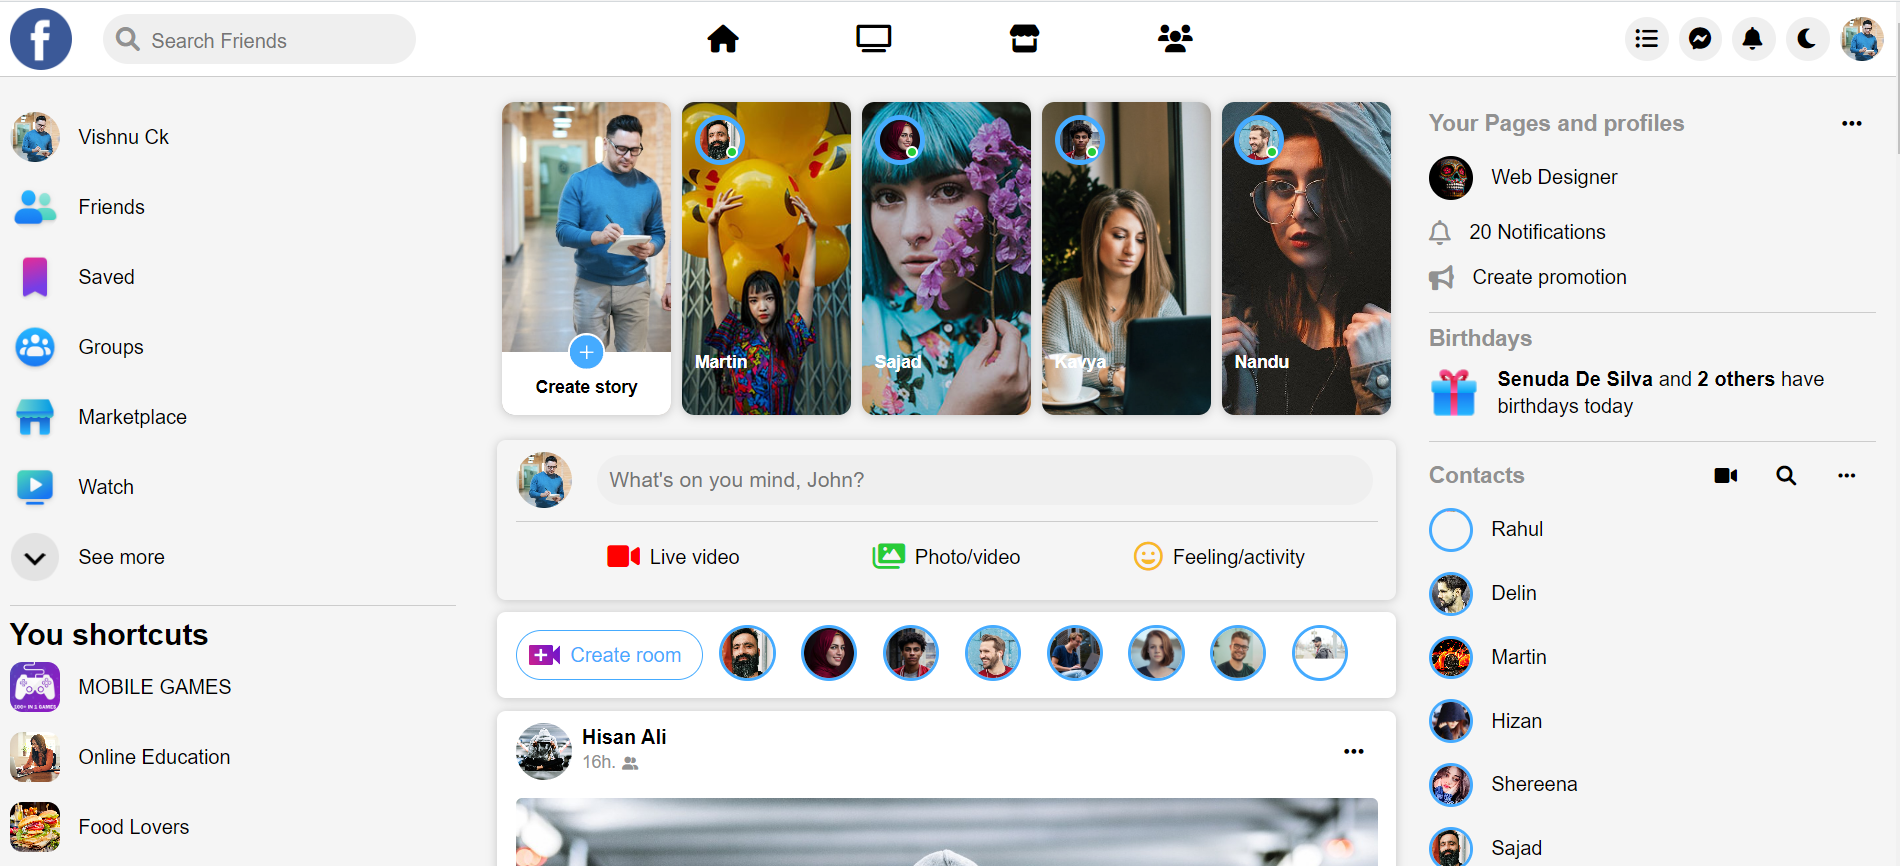 f
Search Friends
Vishnu Ck
Friends
Saved
Groups
Marketplace
Watch
See more
You shortcuts
MOBILE GAMES
Online Education
Food Lovers
Create story
Martin
Sajad
Kavya
Nandu
What's on you mind, John?
Live video
Photo/video
Feeling/activity
Create room
Hisan Ali
16h.
Your Pages and profiles
Web Designer
20 Notifications
Create promotion
Birthdays
Senuda De Silva and 2 others have
birthdays today
Contacts
Rahul
Delin
Martin
Hizan
Shereena
Sajad